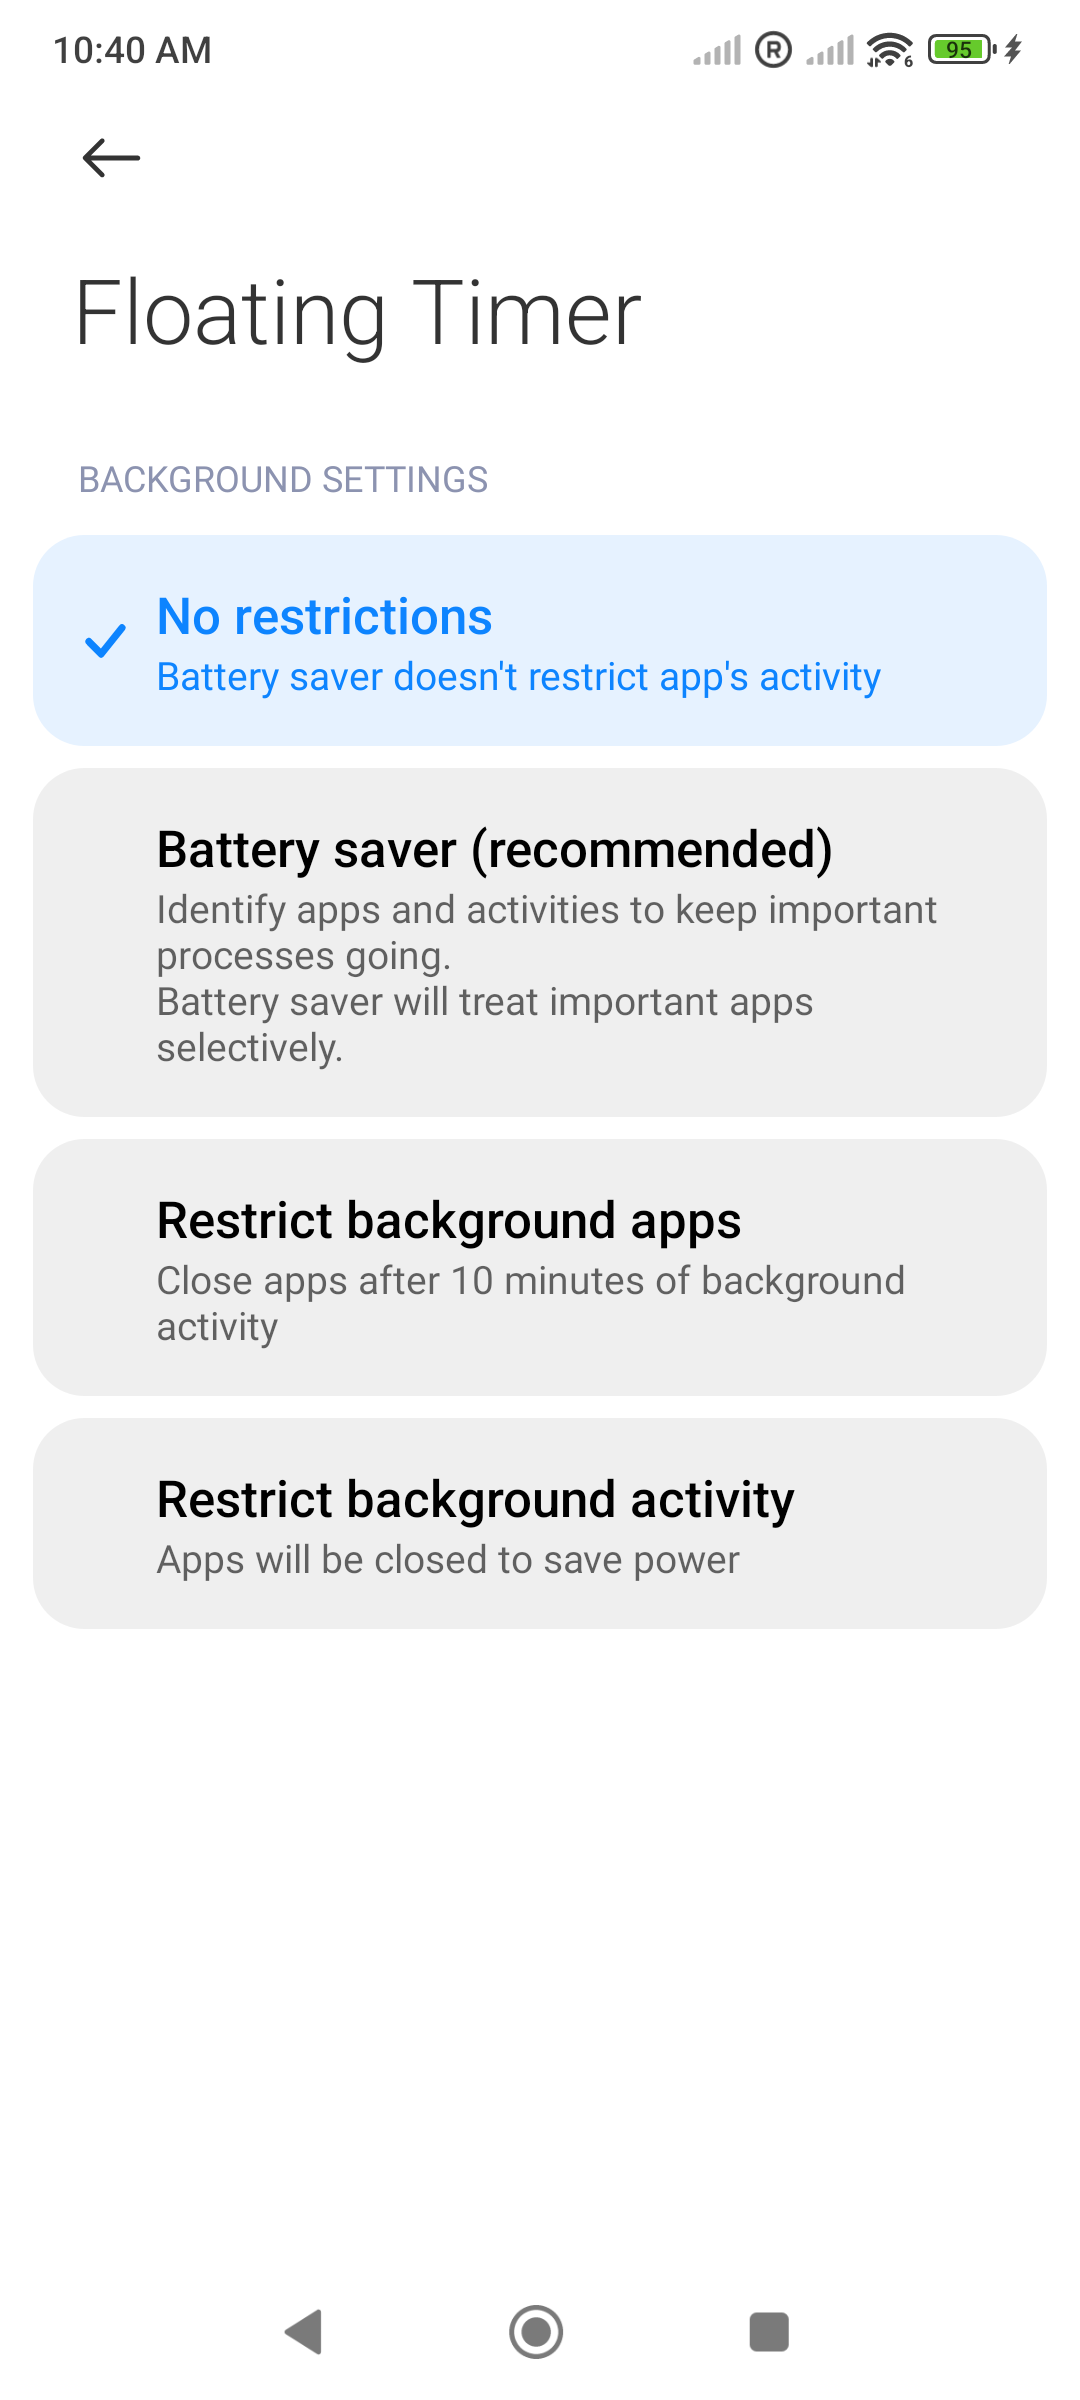 10:40 AM
R
6
95
Floating Timer
BACKGROUND SETTINGS
No restrictions
Battery saver doesn't restrict app's activity
Battery saver (recommended)
Identify apps and activities to keep important
processes going.
Battery saver will treat important apps
selectively.
Restrict background apps
Close apps after 10 minutes of background
activity
Restrict background activity
Apps will be closed to save power